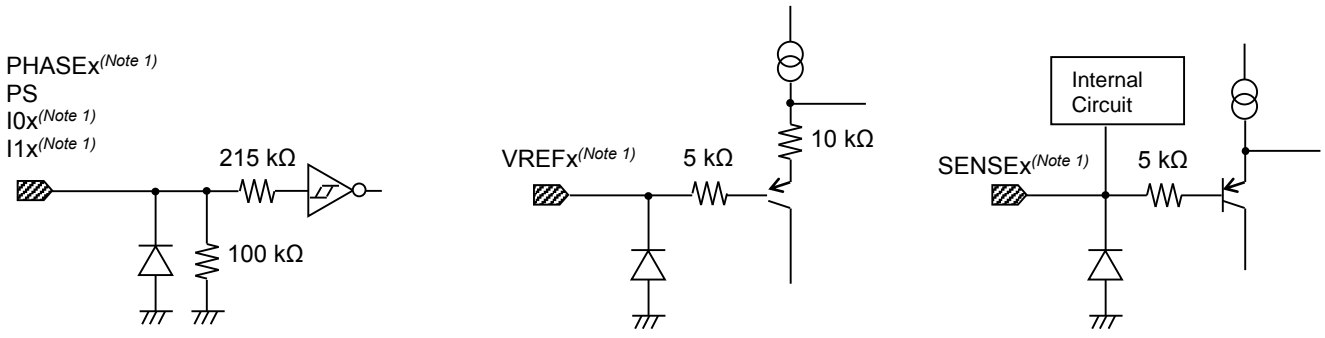 PHASEx(Note 1)
PS
I0x(Note 1)
I1x(Note 1)
215 kΩ
100 kΩ
VREFx(Note 1)
5 kΩ
10 kΩ
Internal
Circuit
SENSEx(Note 1)
5 kΩ